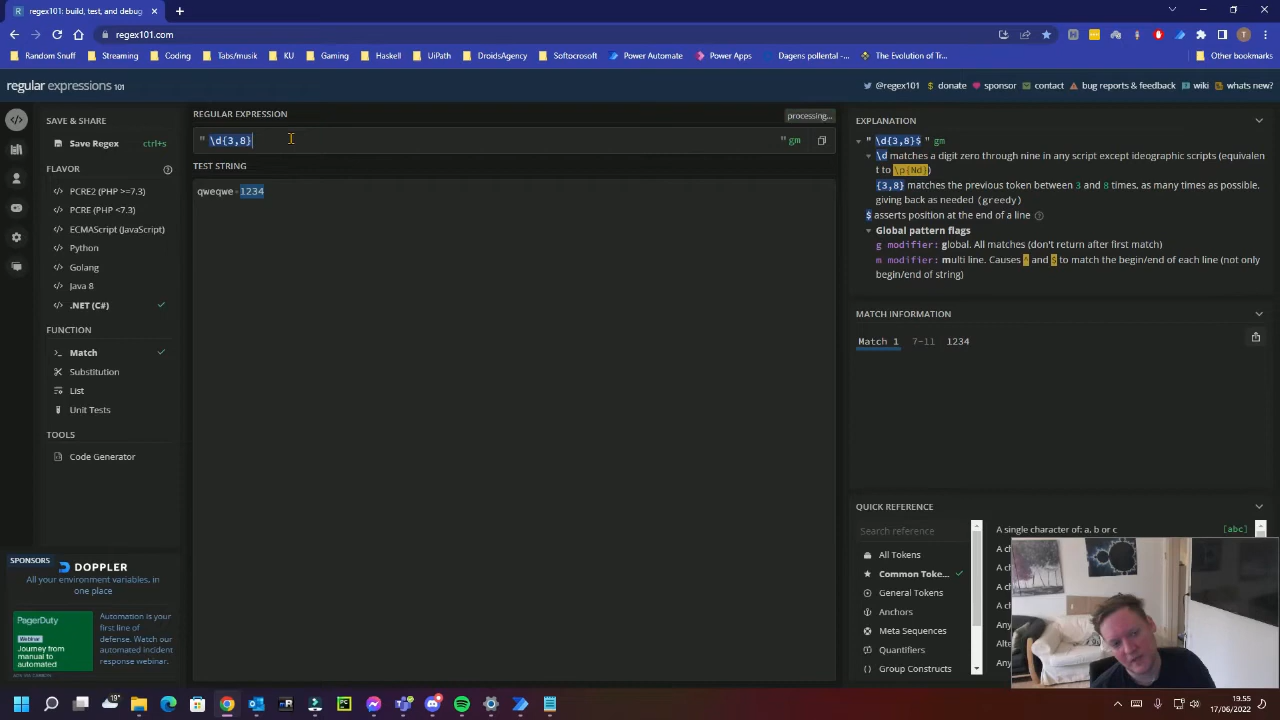 regex101: build, test, and debug
regex101.com
Random Stuff
Steam
Coding
Tabs/musik
KU
Gaming
Haskell
UiPath
DroidsAgency
Softocrosoft
Power Automate
Power Apps
Dagens pollental -...
The Evolution of Tr...
Other bookmarks
regular expressions 101
@regex101
donate
sponsor
contact
bug reports & feedback
wiki
whats new?
SAVE & SHARE
Save Regex ctrl+s
FLAVOR
PCRE2 (PHP >=7.3)
PCRE (PHP <7.3)
ECMAScript (JavaScript)
Python
Golang
Java 8
.NET (C#)
FUNCTION
Match
Substitution
List
Unit Tests
TOOLS
Code Generator
SPONSORS
DOPPLER
All your environment variables, in
one place
PagerDuty
Webinar
Journey from
manual to
automated
Automation is your
first line of
defense. Watch our
automated incident
response webinar.
REGULAR EXPRESSION
processing...
" \d{3,8} " gm
TEST STRING
qweqwe·1234
EXPLANATION
" \d{3,8}$ " gm
\d matches a digit zero through nine in any script except ideographic scripts (equivalen
t to \p{Nd})
{3,8} matches the previous token between 3 and 8 times, as many times as possible,
giving back as needed (greedy)
$ asserts position at the end of a line
Global pattern flags
g modifier: global. All matches (don't return after first match)
m modifier: multi line. Causes ^ and $ to match the begin/end of each line (not only
begin/end of string)
MATCH INFORMATION
Match 1 7-11 1234
QUICK REFERENCE
Search reference
All Tokens
Common Toke...
General Tokens
Anchors
Meta Sequences
Quantifiers
Group Constructs
A single character of: a, b or c [abc]
A c
A c
A c
Any
Alte
Any
19°
19.55
17/06/2022